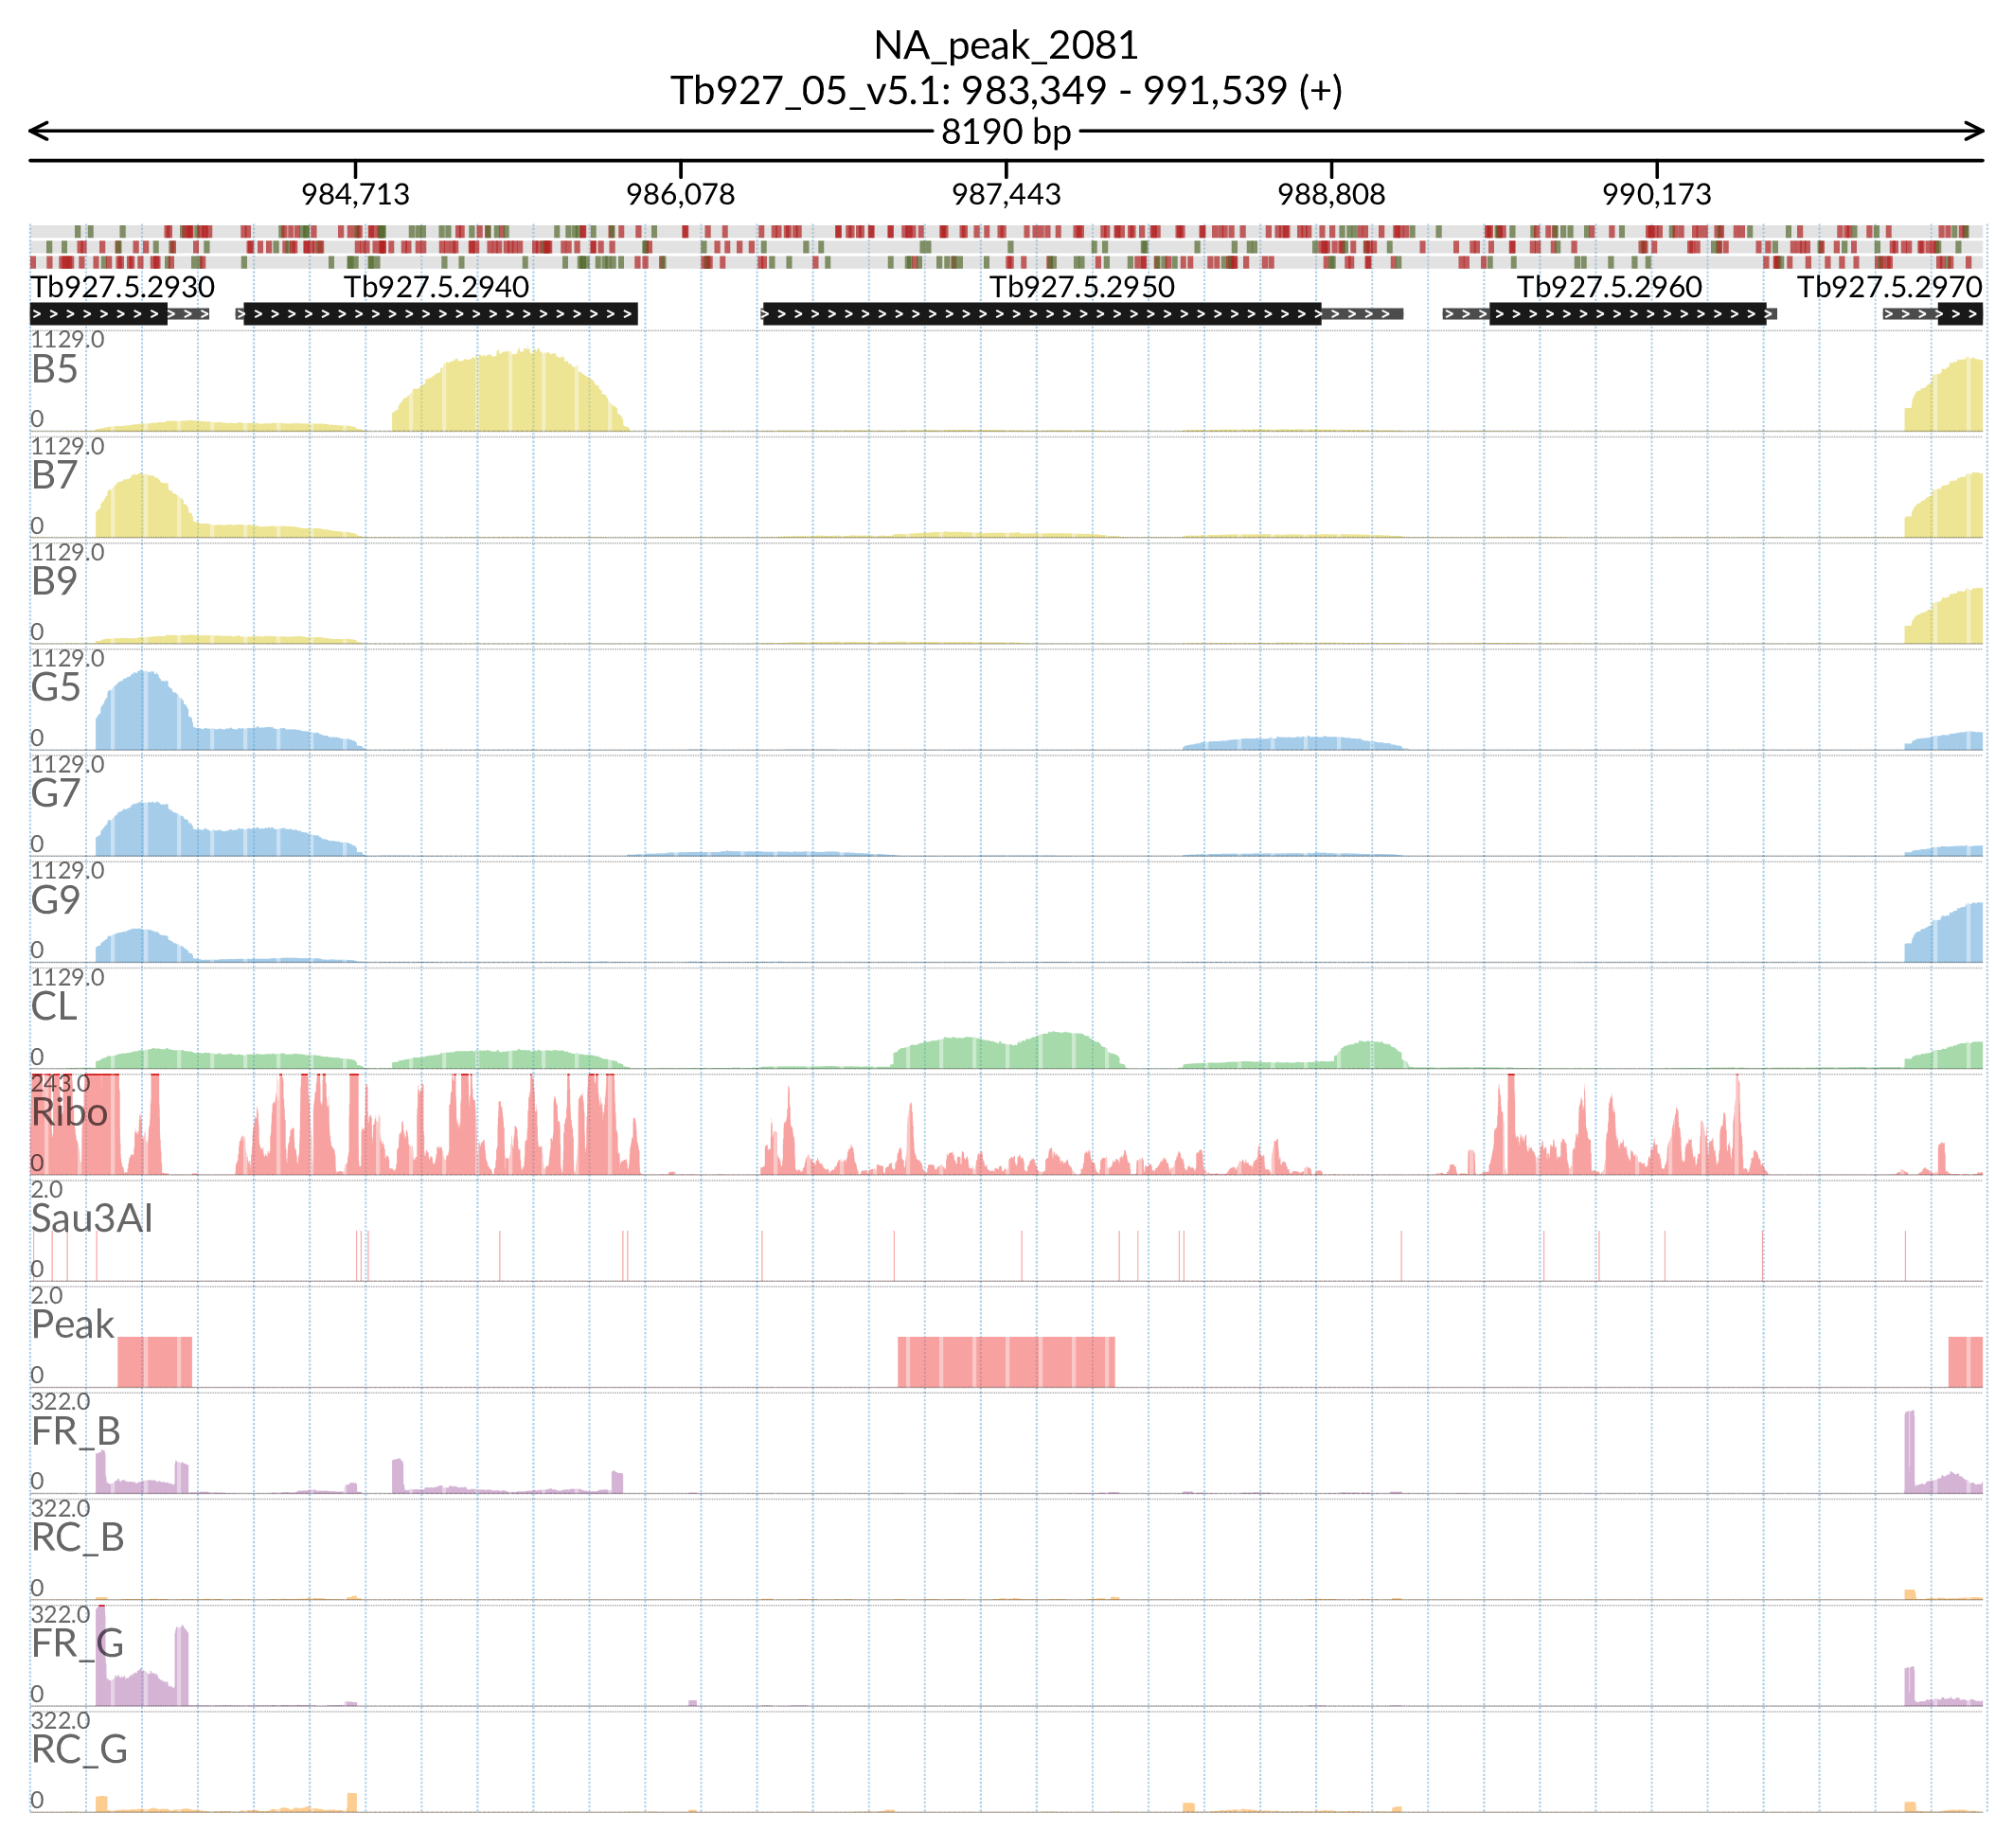 NA_peak_2081
Tb927_05_v5.1: 983,349 - 991,539 (+)
8190 bp
984,713 986,078 987,443 988,808 990,173
Tb927.5.2930 Tb927.5.2940 Tb927.5.2950 Tb927.5.2960 Tb927.5.2970
1129.0
B5
0
1129.0
B7
0
1129.0
B9
0
1129.0
G5
0
1129.0
G7
0
1129.0
G9
0
1129.0
CL
0
243.0
Ribo
0
2.0
Sau3AI
0
2.0
Peak
0
322.0
FR_B
0
322.0
RC_B
0
322.0
FR_G
0
322.0
RC_G
0